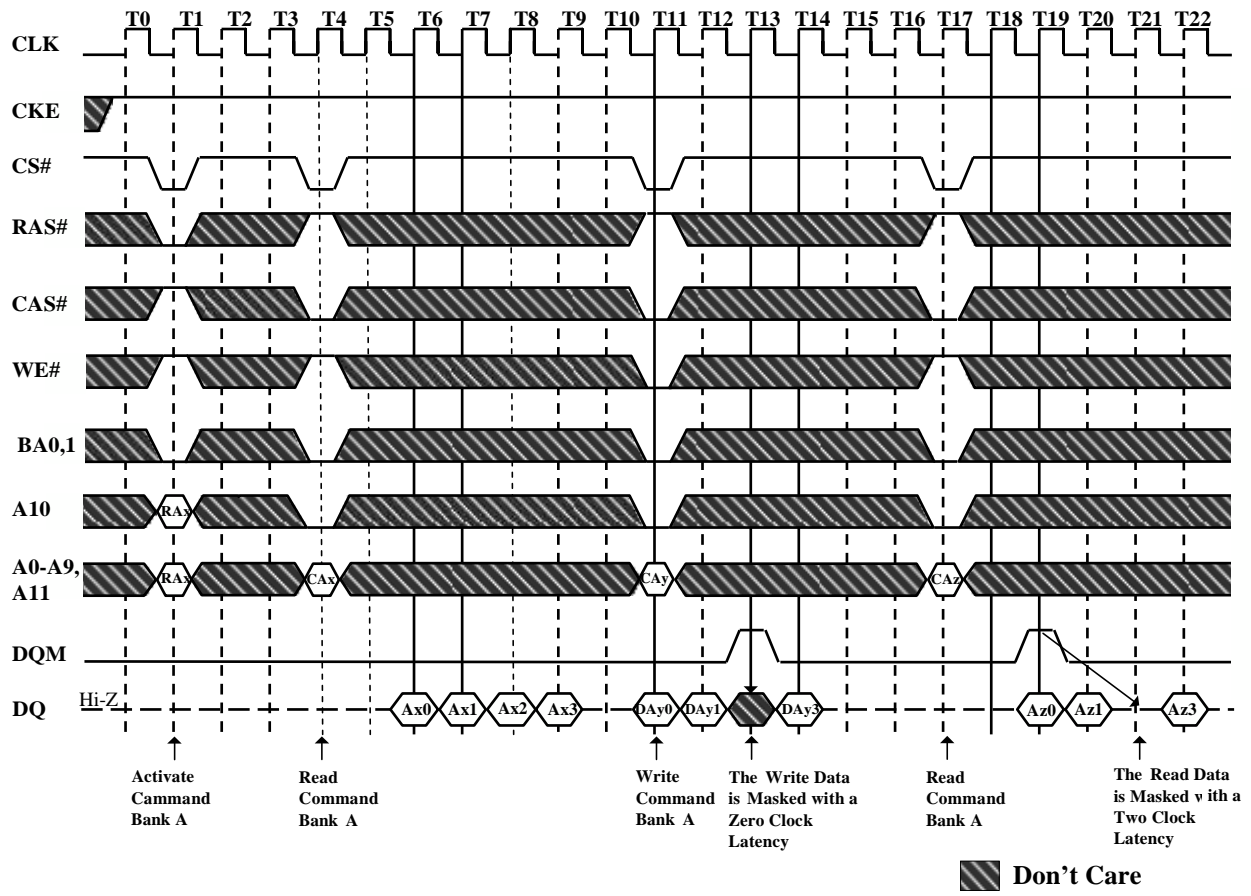 T0 T1 T2 T3 T4 T5 T6 T7 T8 T9 T10 T11 T12 T13 T14 T15 T16 T17 T18 T19 T20 T21 T22
CLK
CKE
CS#
RAS#
CAS#
WE#
BA0,1
A10 RAx
A0-A9,
A11
RAx CAx CAy CAz
DQM
Hi-Z
DQ Ax0 Ax1 Ax2 Ax3 DAy0 DAy1 DAy3 Az0 Az1 Az3
Activate
Cammand
Bank A
Read
Command
Bank A
Write
Command
Bank A
The Write Data
is Masked with a
Zero Clock
Latency
Read
Command
Bank A
The Read Data
is Masked with a
Two Clock
Latency
Don't Care